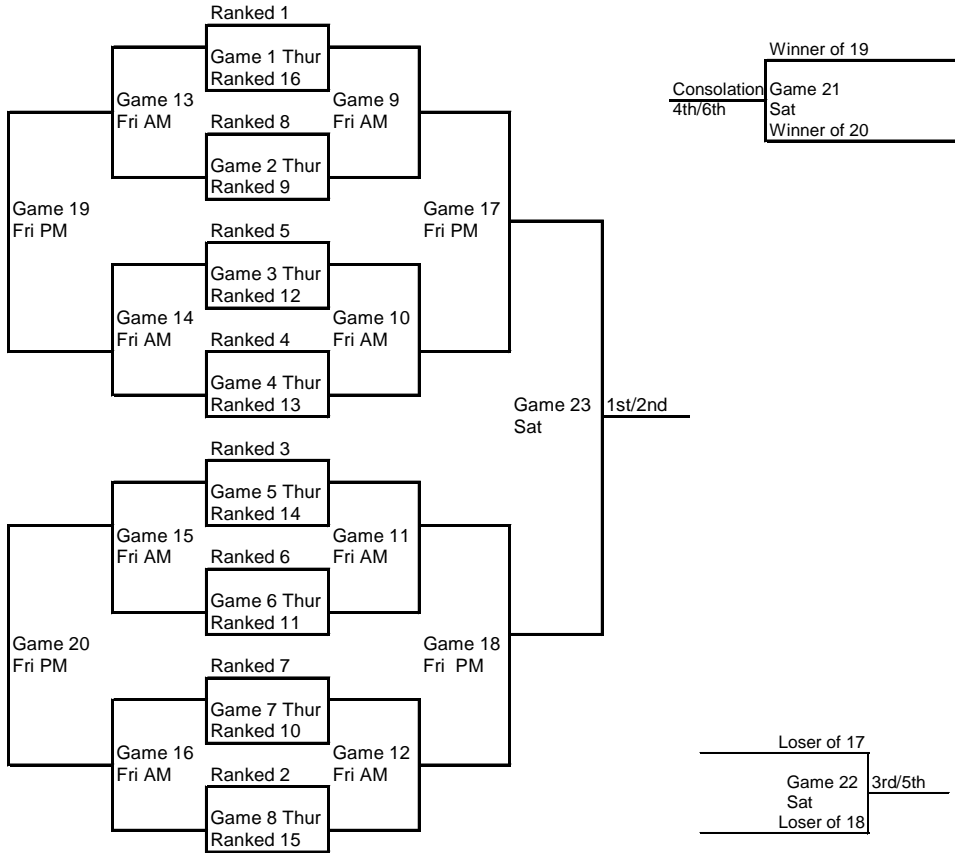 Ranked 1
Game 1 Thur
Ranked 16
Game 13
Fri AM
Game 9
Fri AM
Ranked 8
Game 2 Thur
Ranked 9
Game 19
Fri PM
Game 17
Fri PM
Ranked 5
Game 3 Thur
Ranked 12
Game 14
Fri AM
Game 10
Fri AM
Ranked 4
Game 4 Thur
Ranked 13
Game 23
Sat
1st/2nd
Ranked 3
Game 5 Thur
Ranked 14
Game 15
Fri AM
Game 11
Fri AM
Ranked 6
Game 6 Thur
Ranked 11
Game 20
Fri PM
Game 18
Fri PM
Ranked 7
Game 7 Thur
Ranked 10
Game 16
Fri AM
Game 12
Fri AM
Ranked 2
Game 8 Thur
Ranked 15
Winner of 19
Consolation
4th/6th
Game 21
Sat
Winner of 20
Loser of 17
Game 22
Sat
3rd/5th
Loser of 18